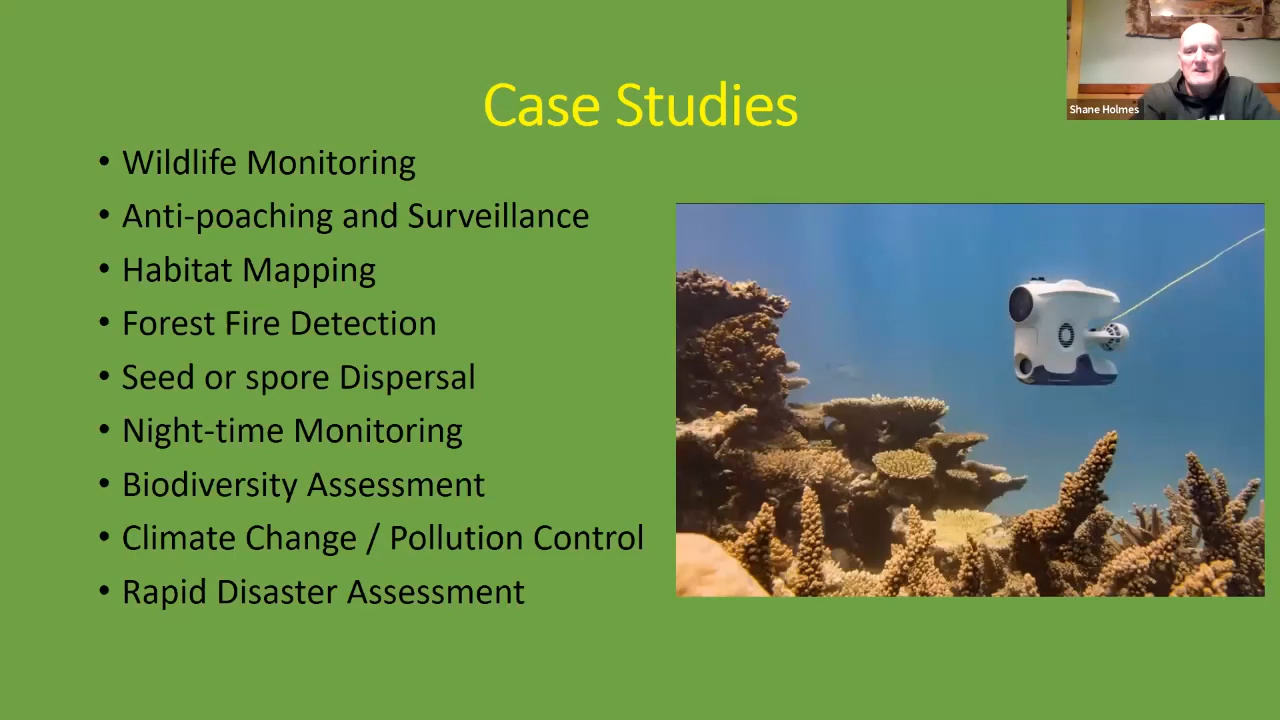 Case Studies
Shane Holmes
• Wildlife Monitoring
• Anti-poaching and Surveillance
• Habitat Mapping
• Forest Fire Detection
• Seed or spore Dispersal
• Night-time Monitoring
• Biodiversity Assessment
• Climate Change / Pollution Control
• Rapid Disaster Assessment